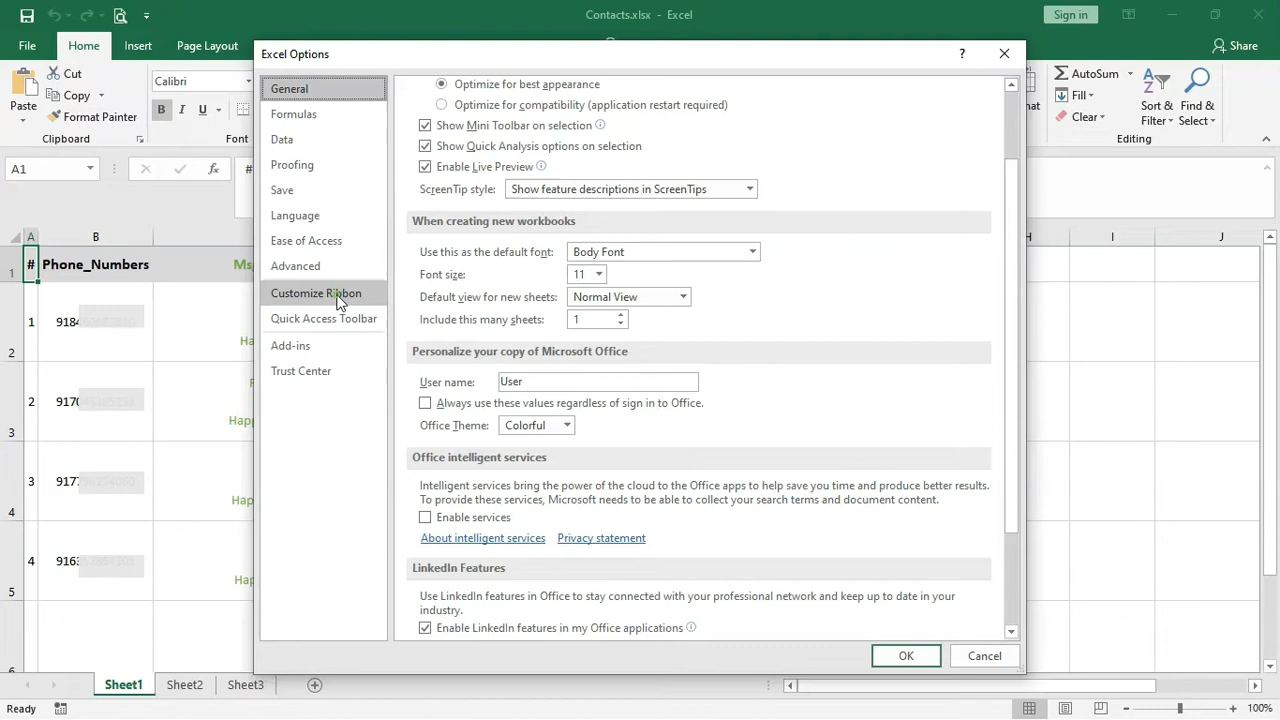 Contacts.xlsx - Excel
Sign in
File
Home
Insert
Page Layout
Share
Excel Options
?
Paste
Cut
Copy
Format Painter
Clipboard
Calibri
B
I
U
Font
AutoSum
Fill
Clear
Sort &
Filter
Find &
Select
Editing
A1
fx
#
General
Formulas
Data
Proofing
Save
Language
Ease of Access
Advanced
Customize Ribbon
Quick Access Toolbar
Add-ins
Trust Center
Optimize for best appearance
Optimize for compatibility (application restart required)
Show Mini Toolbar on selection
Show Quick Analysis options on selection
Enable Live Preview
ScreenTip style: Show feature descriptions in ScreenTips
When creating new workbooks
Use this as the default font: Body Font
Font size: 11
Default view for new sheets: Normal View
Include this many sheets: 1
Personalize your copy of Microsoft Office
User name: User
Always use these values regardless of sign in to Office.
Office Theme: Colorful
Office intelligent services
Intelligent services bring the power of the cloud to the Office apps to help save you time and produce better results.
To provide these services, Microsoft needs to be able to collect your search terms and document content.
Enable services
About intelligent services Privacy statement
LinkedIn Features
Use LinkedIn features in Office to stay connected with your professional network and keep up to date in your
industry.
Enable LinkedIn features in my Office applications
OK
Cancel
A B H I J
1 # Phone_Numbers
2 1
3 2
4 3
5 4
Sheet1 Sheet2 Sheet3
Ready
100%